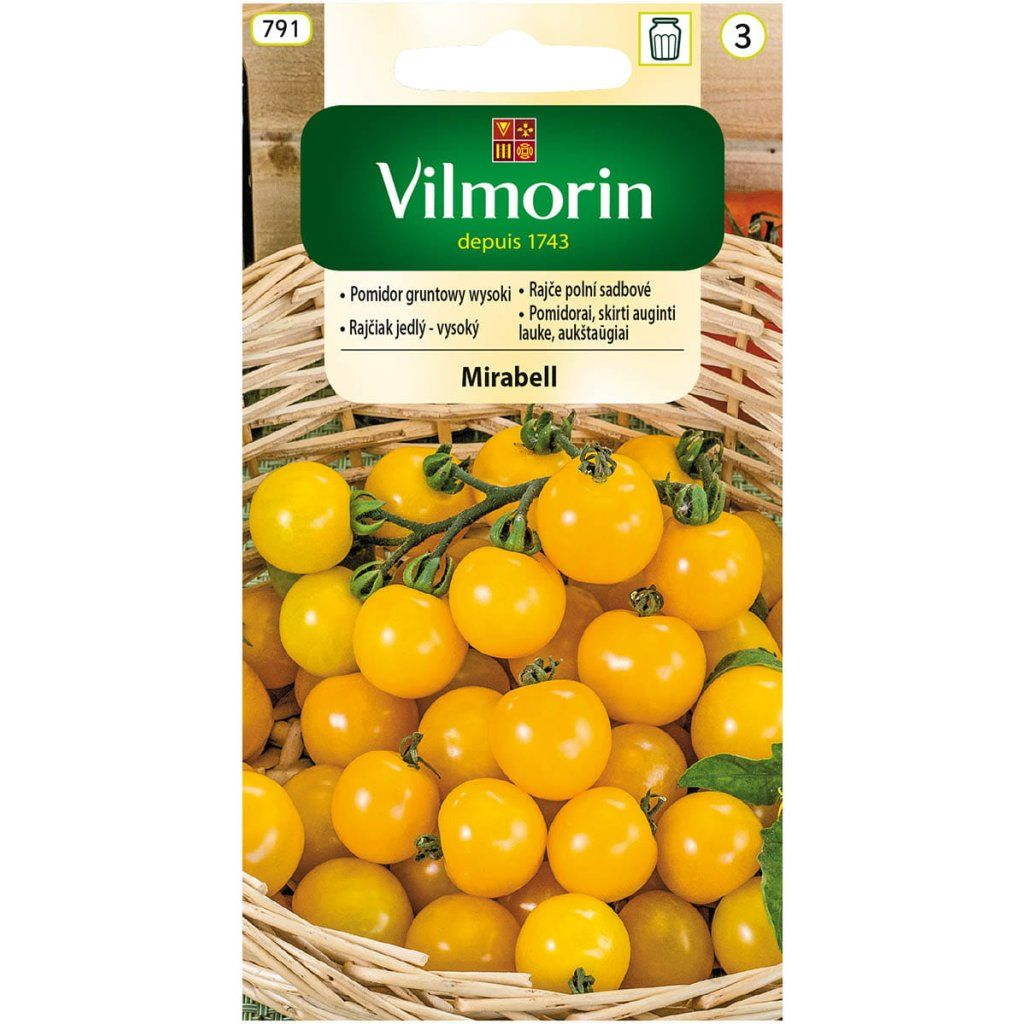 791
3
Vilmorin
depuis 1743
• Pomidor gruntowy wysoki
• Rajčiak jedlý - vysoký
• Rajče polní sadbové
• Pomidorai, skirti auginti
lauke, aukštaūgiai
Mirabell